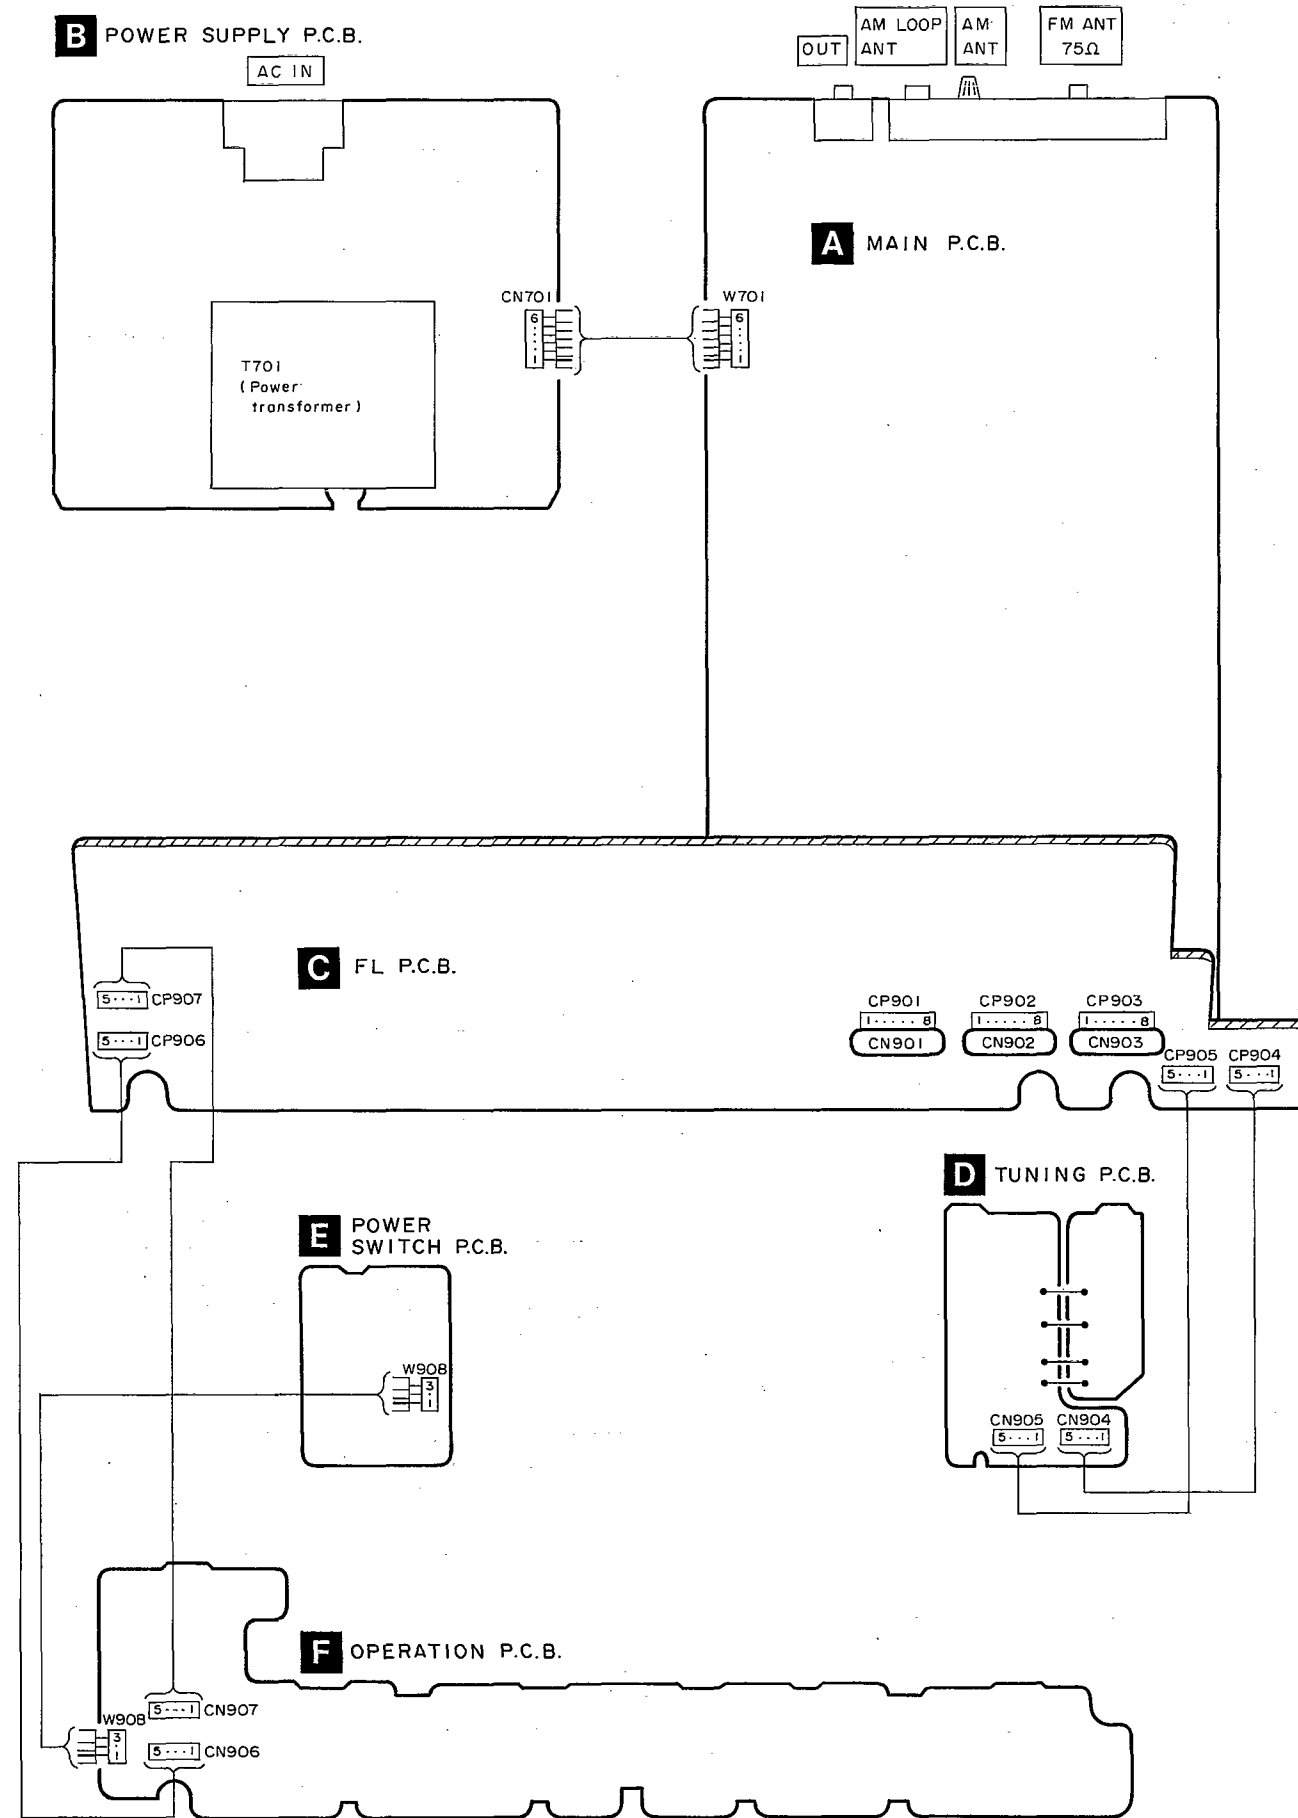 B POWER SUPPLY P.C.B.
AC IN
OUT
AM LOOP
ANT
AM
ANT
FM ANT
75Ω
A MAIN P.C.B.
CN701
6
1
W701
6
1
T701
(Power
transformer)
C FL P.C.B.
5···1 CP907
5···1 CP906
CP901
1·····8
CN901
CP902
1·····8
CN902
CP903
1·····8
CN903
CP905
5···1
CP904
5···1
D TUNING P.C.B.
E POWER
SWITCH P.C.B.
W908
3
1
CN905
5···1
CN904
5···1
F OPERATION P.C.B.
5···1 CN907
W908
3
1
5···1 CN906